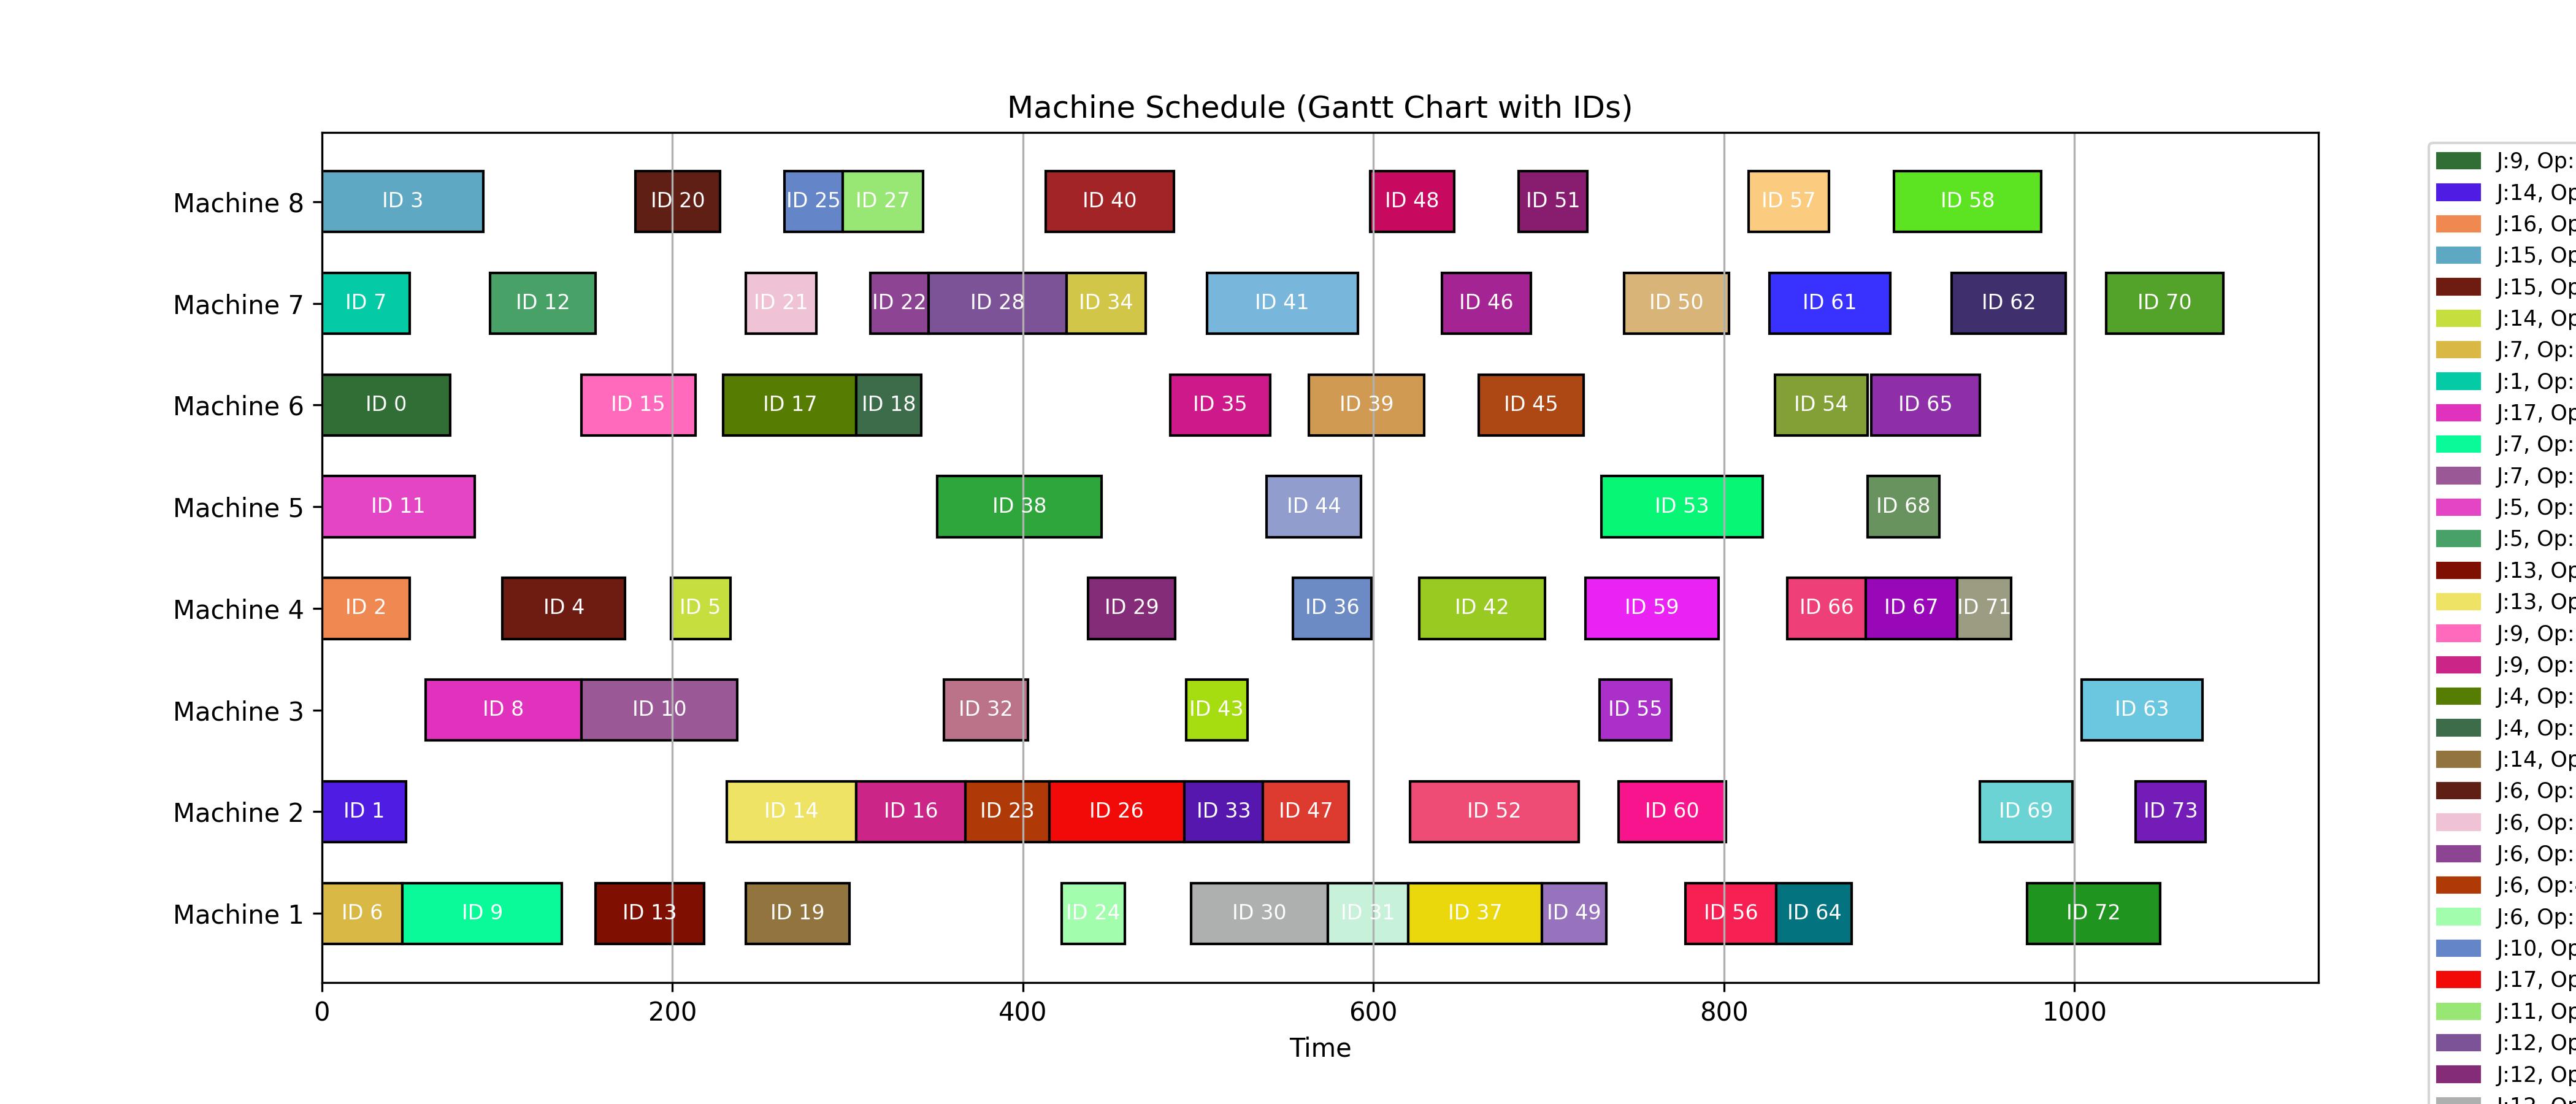 Machine Schedule (Gantt Chart with IDs)
Machine 8
ID 3
ID 20
ID 25
ID 27
ID 40
ID 48
ID 51
ID 57
ID 58
Machine 7
ID 7
ID 12
ID 21
ID 22
ID 28
ID 34
ID 41
ID 46
ID 50
ID 61
ID 62
ID 70
Machine 6
ID 0
ID 15
ID 17
ID 18
ID 35
ID 39
ID 45
ID 54
ID 65
Machine 5
ID 11
ID 38
ID 44
ID 53
ID 68
Machine 4
ID 2
ID 4
ID 5
ID 29
ID 36
ID 42
ID 59
ID 66
ID 67
ID 71
Machine 3
ID 8
ID 10
ID 32
ID 43
ID 55
ID 63
Machine 2
ID 1
ID 14
ID 16
ID 23
ID 26
ID 33
ID 47
ID 52
ID 60
ID 69
ID 73
Machine 1
ID 6
ID 9
ID 13
ID 19
ID 24
ID 30
ID 31
ID 37
ID 49
ID 56
ID 64
ID 72
0
200
400
600
800
1000
Time
J:9, Op:
J:14, Op
J:16, Op
J:15, Op
J:15, Op
J:14, Op
J:7, Op:
J:1, Op:
J:17, Op
J:7, Op:
J:7, Op:
J:5, Op:
J:5, Op:
J:13, Op
J:13, Op
J:9, Op:
J:9, Op:
J:4, Op:
J:4, Op:
J:14, Op
J:6, Op:
J:6, Op:
J:6, Op:
J:6, Op:
J:6, Op:
J:10, Op
J:17, Op
J:11, Op
J:12, Op
J:12, Op